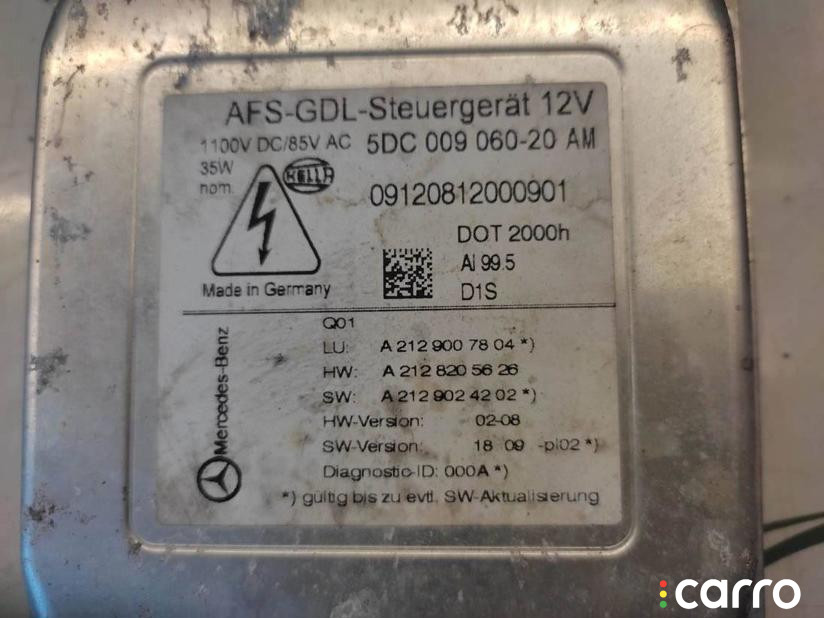 AFS-GDL-Steuergerät 12V
1100V DC/85V AC 5DC 009 060-20 AM
35W
nom.
HELLA
09120812000901
DOT 2000h
AI 99.5
D1S
Made in Germany
Mercedes-Benz
Q01
LU: A 212 900 78 04 *)
HW: A 212 820 56 26
SW: A 212 902 42 02 *)
HW-Version: 02-08
SW-Version: 18 09 -pl02 *)
Diagnostic-ID: 000A *)
*) gültig bis zu evtl. SW-Aktualisierung
carro